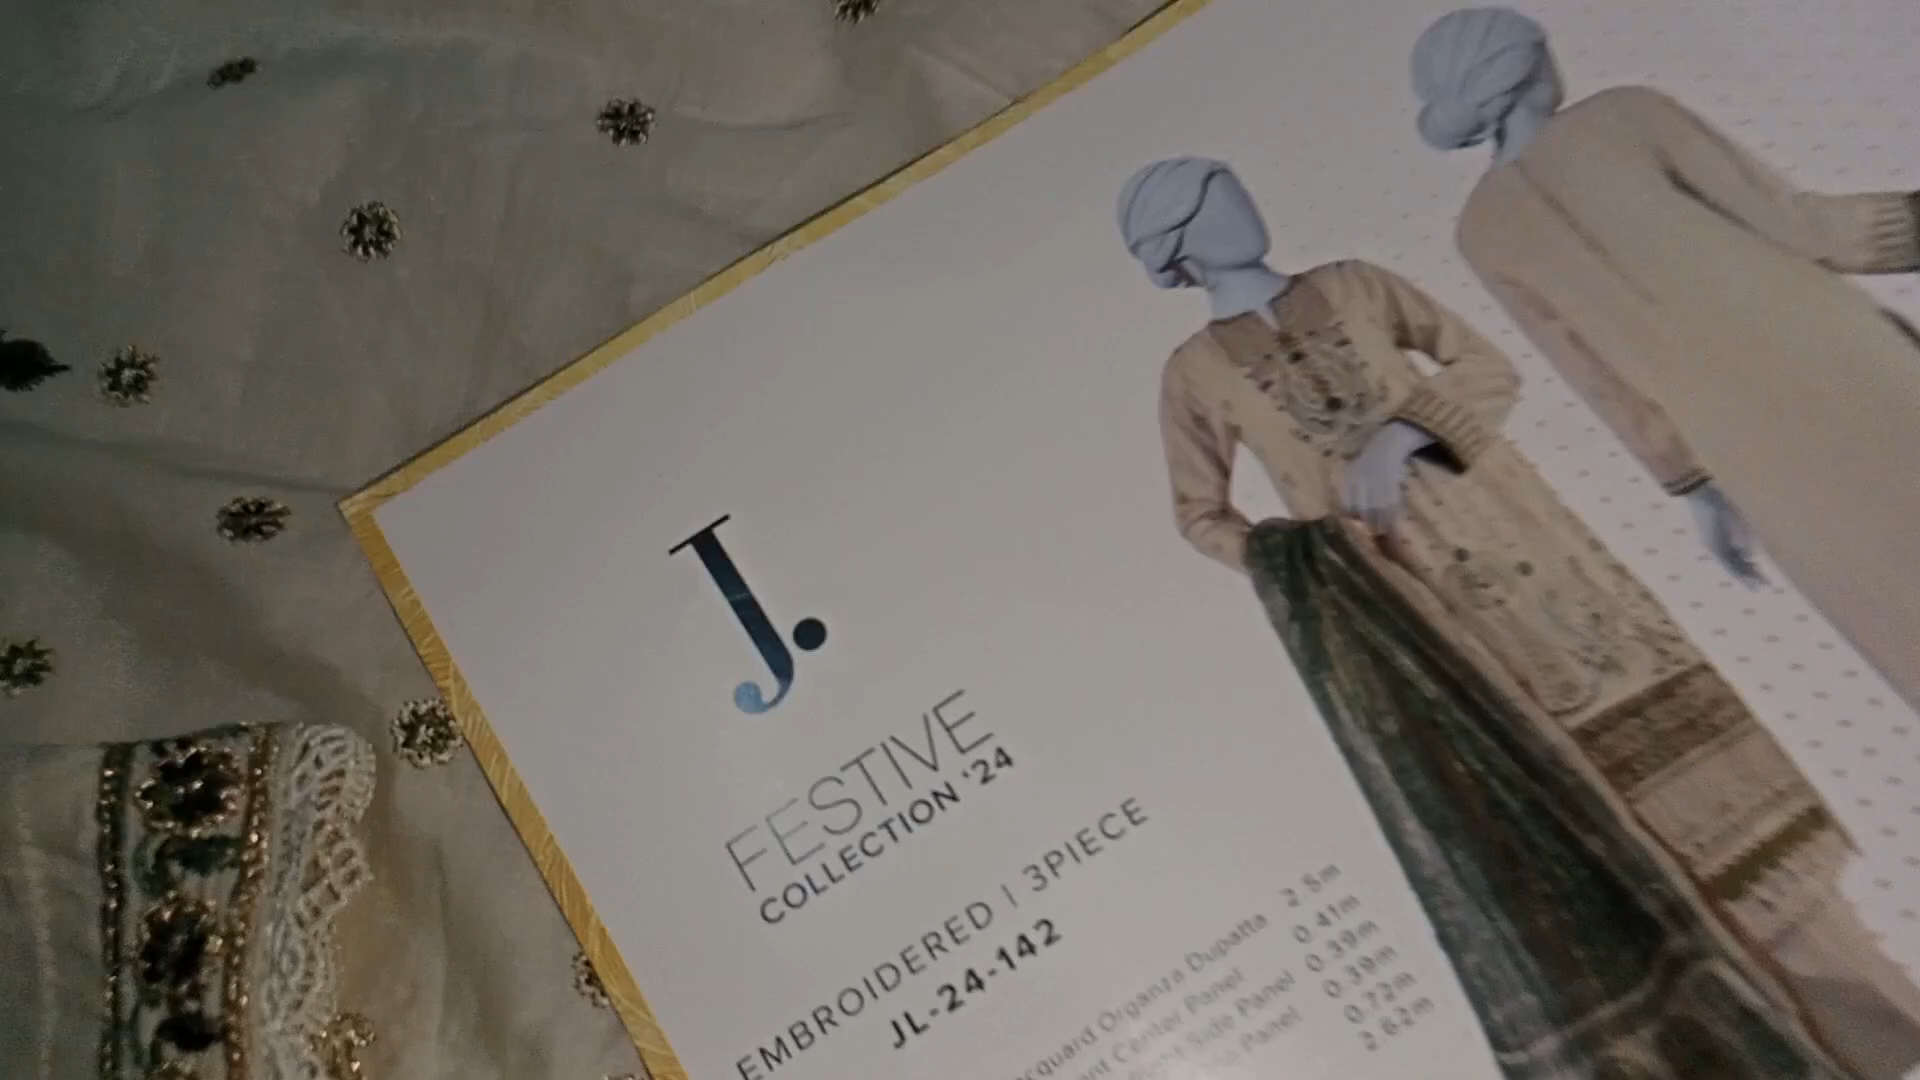 J.
FESTIVE
COLLECTION '24
EMBROIDERED | 3PIECE
JL-24-142
Organza Dupatta 2.5m
Center Panel 0.41m
Side Panel 0.39m
Panel 0.39m
0.72m
2.62m